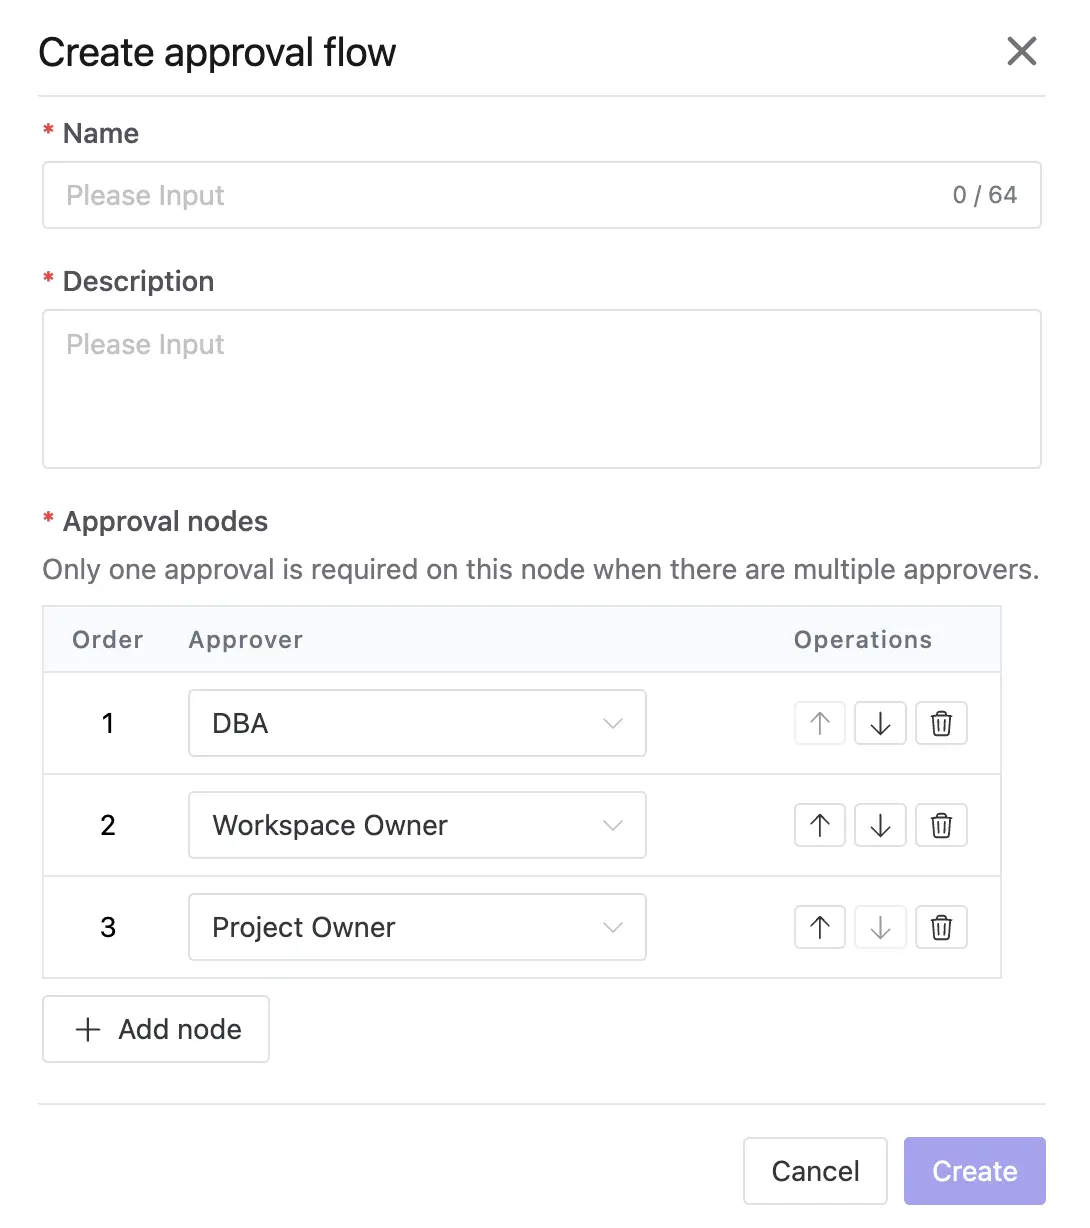 Create approval flow
* Name
Please Input 0 / 64
* Description
Please Input
* Approval nodes
Only one approval is required on this node when there are multiple approvers.
Order Approver Operations
1 DBA
2 Workspace Owner
3 Project Owner
Add node
Cancel Create